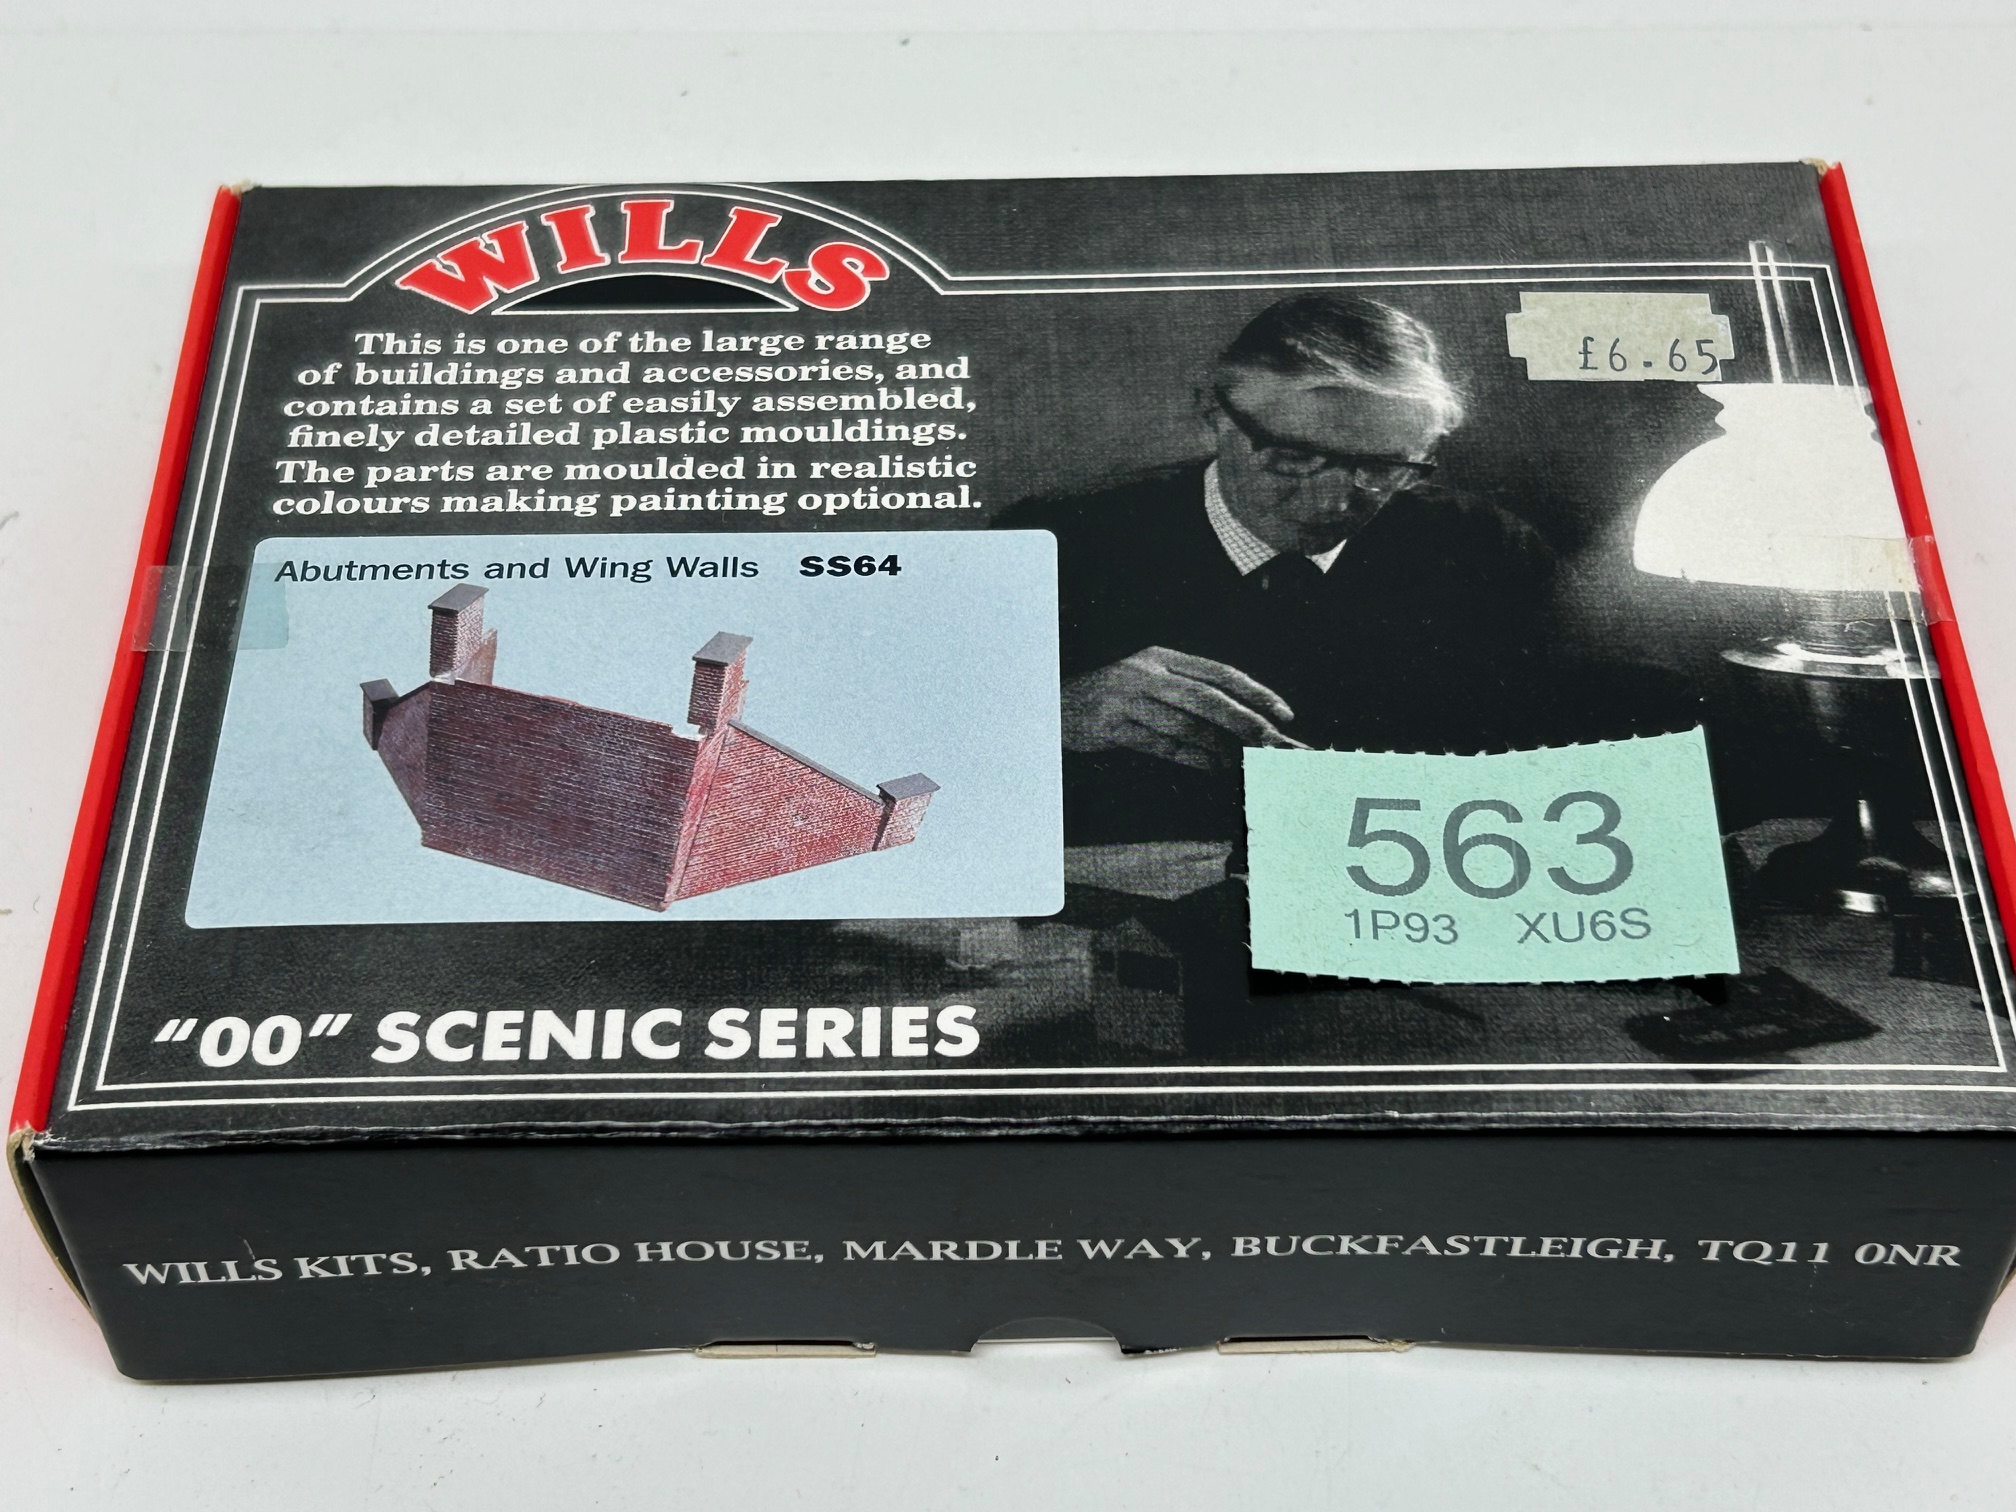 WILLS
This is one of the large range
of buildings and accessories, and
contains a set of easily assembled,
finely detailed plastic mouldings.
The parts are moulded in realistic
colours making painting optional.
Abutments and Wing Walls SS64
"OO" SCENIC SERIES
£6.65
563
1P93 XU6S
WILLS KITS, RATIO HOUSE, MARDLE WAY, BUCKFASTLEIGH, TQ11 0NR